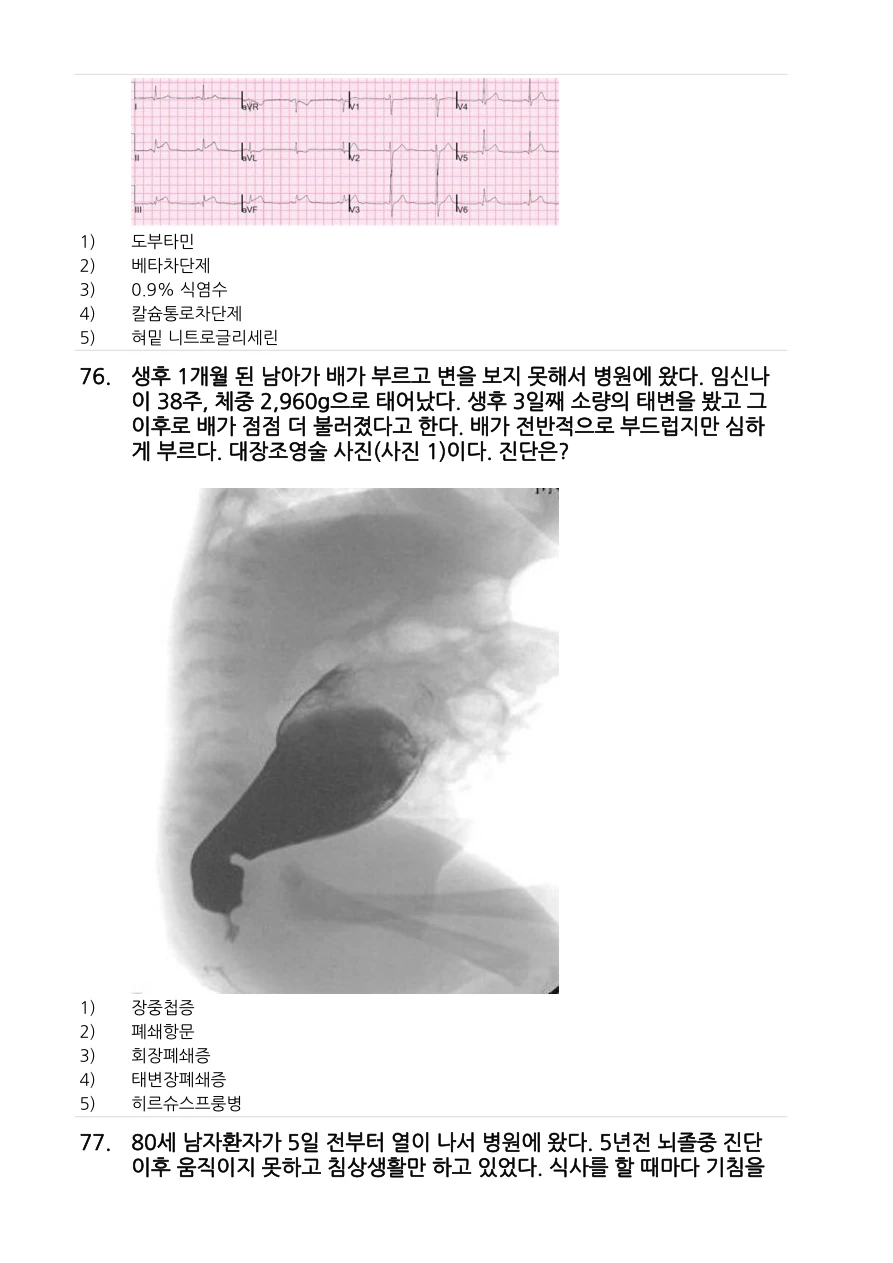 I
aVR
V1
V4
II
aVL
V2
V5
III
aVF
V3
V6
1) 도부타민
2) 베타차단제
3) 0.9% 식염수
4) 칼슘통로차단제
5) 혀밑 니트로글리세린
76. 생후 1개월 된 남아가 배가 부르고 변을 보지 못해서 병원에 왔다. 임신나
이 38주, 체중 2,960g으로 태어났다. 생후 3일째 소량의 태변을 봤고 그
이후로 배가 점점 더 불러졌다고 한다. 배가 전반적으로 부드럽지만 심하
게 부르다. 대장조영술 사진(사진 1)이다. 진단은?
1) 장중첩증
2) 폐쇄항문
3) 회장폐쇄증
4) 태변장폐쇄증
5) 히르슈스프룽병
77. 80세 남자환자가 5일 전부터 열이 나서 병원에 왔다. 5년전 뇌졸중 진단
이후 움직이지 못하고 침상생활만 하고 있었다. 식사를 할 때마다 기침을